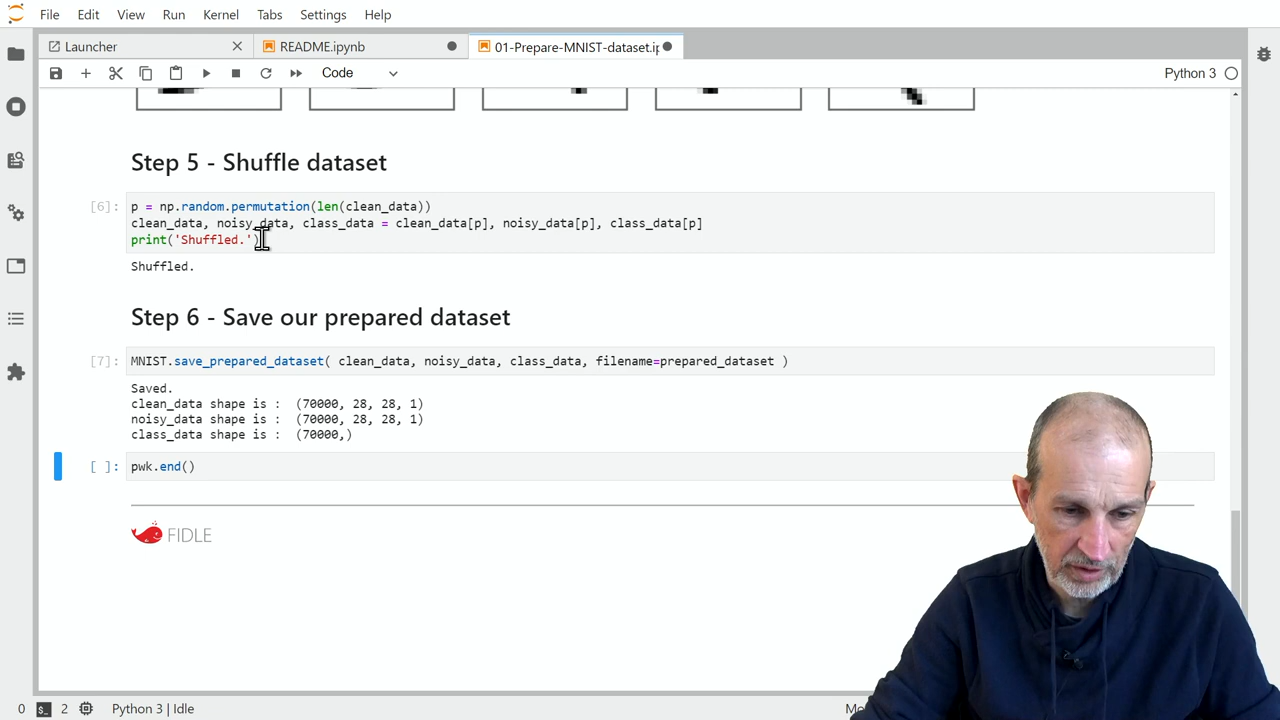 File Edit View Run Kernel Tabs Settings Help
Launcher README.ipynb 01-Prepare-MNIST-dataset.ip
Code Python 3
Step 5 - Shuffle dataset
[6]: p = np.random.permutation(len(clean_data))
clean_data, noisy_data, class_data = clean_data[p], noisy_data[p], class_data[p]
print('Shuffled.')
Shuffled.
Step 6 - Save our prepared dataset
[7]: MNIST.save_prepared_dataset( clean_data, noisy_data, class_data, filename=prepared_dataset )
Saved.
clean_data shape is :  (70000, 28, 28, 1)
noisy_data shape is :  (70000, 28, 28, 1)
class_data shape is :  (70000,)
[ ]: pwk.end()
FIDLE
0 2 Python 3 | Idle